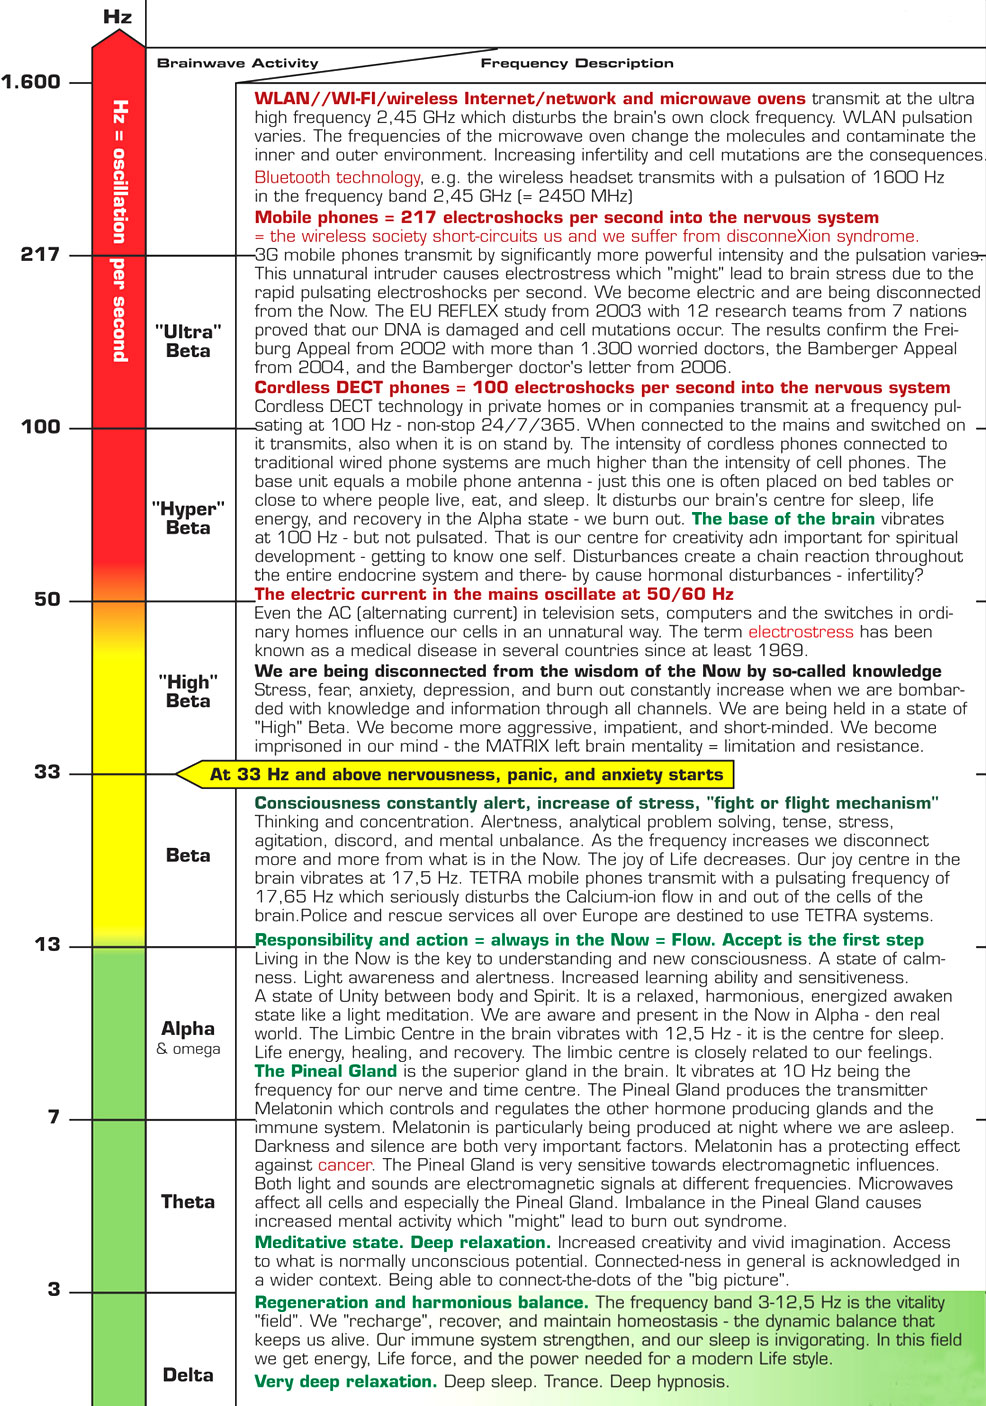 Hz
Brainwave Activity
Frequency Description
1.600
Hz = oscillation per second
WLAN//WI-FI/wireless Internet/network and microwave ovens transmit at the ultra
high frequency 2,45 GHz which disturbs the brain's own clock frequency. WLAN pulsation
varies. The frequencies of the microwave oven change the molecules and contaminate the
inner and outer environment. Increasing infertility and cell mutations are the consequences.
Bluetooth technology, e.g. the wireless headset transmits with a pulsation of 1600 Hz
in the frequency band 2,45 GHz (= 2450 MHz)
Mobile phones = 217 electroshocks per second into the nervous system
= the wireless society short-circuits us and we suffer from disconneXion syndrome.
217
3G mobile phones transmit by significantly more powerful intensity and the pulsation varies.
This unnatural intruder causes electrostress which "might" lead to brain stress due to the
rapid pulsating electroshocks per second. We become electric and are being disconnected
from the Now. The EU REFLEX study from 2003 with 12 research teams from 7 nations
"Ultra"
Beta
proved that our DNA is damaged and cell mutations occur. The results confirm the Frei-
burg Appeal from 2002 with more than 1.300 worried doctors, the Bamberger Appeal
from 2004, and the Bamberger doctor's letter from 2006.
Cordless DECT phones = 100 electroshocks per second into the nervous system
Cordless DECT technology in private homes or in companies transmit at a frequency pul-
100
sating at 100 Hz - non-stop 24/7/365. When connected to the mains and switched on
it transmits, also when it is on stand by. The intensity of cordless phones connected to
traditional wired phone systems are much higher than the intensity of cell phones. The
base unit equals a mobile phone antenna - just this one is often placed on bed tables or
close to where people live, eat, and sleep. It disturbs our brain's centre for sleep, life
"Hyper"
Beta
energy, and recovery in the Alpha state - we burn out. The base of the brain vibrates
at 100 Hz - but not pulsated. That is our centre for creativity adn important for spiritual
development - getting to know one self. Disturbances create a chain reaction throughout
the entire endocrine system and there- by cause hormonal disturbances - infertility?
50
The electric current in the mains oscillate at 50/60 Hz
Even the AC (alternating current) in television sets, computers and the switches in ordi-
nary homes influence our cells in an unnatural way. The term electrostress has been
known as a medical disease in several countries since at least 1969.
"High"
Beta
We are being disconnected from the wisdom of the Now by so-called knowledge
Stress, fear, anxiety, depression, and burn out constantly increase when we are bombar-
ded with knowledge and information through all channels. We are being held in a state of
"High" Beta. We become more aggressive, impatient, and short-minded. We become
imprisoned in our mind - the MATRIX left brain mentality = limitation and resistance.
33
At 33 Hz and above nervousness, panic, and anxiety starts
Consciousness constantly alert, increase of stress, "fight or flight mechanism"
Thinking and concentration. Alertness, analytical problem solving, tense, stress,
agitation, discord, and mental unbalance. As the frequency increases we disconnect
Beta
more and more from what is in the Now. The joy of Life decreases. Our joy centre in the
brain vibrates at 17,5 Hz. TETRA mobile phones transmit with a pulsating frequency of
17,65 Hz which seriously disturbs the Calcium-ion flow in and out of the cells of the
brain.Police and rescue services all over Europe are destined to use TETRA systems.
13
Responsibility and action = always in the Now = Flow. Accept is the first step
Living in the Now is the key to understanding and new consciousness. A state of calm-
ness. Light awareness and alertness. Increased learning ability and sensitiveness.
A state of Unity between body and Spirit. It is a relaxed, harmonious, energized awaken
state like a light meditation. We are aware and present in the Now in Alpha - den real
Alpha
& omega
world. The Limbic Centre in the brain vibrates with 12,5 Hz - it is the centre for sleep.
Life energy, healing, and recovery. The limbic centre is closely related to our feelings.
The Pineal Gland is the superior gland in the brain. It vibrates at 10 Hz being the
frequency for our nerve and time centre. The Pineal Gland produces the transmitter
Melatonin which controls and regulates the other hormone producing glands and the
7
immune system. Melatonin is particularly being produced at night where we are asleep.
Darkness and silence are both very important factors. Melatonin has a protecting effect
against cancer. The Pineal Gland is very sensitive towards electromagnetic influences.
Both light and sounds are electromagnetic signals at different frequencies. Microwaves
Theta
affect all cells and especially the Pineal Gland. Imbalance in the Pineal Gland causes
increased mental activity which "might" lead to burn out syndrome.
Meditative state. Deep relaxation. Increased creativity and vivid imagination. Access
to what is normally unconscious potential. Connected-ness in general is acknowledged in
a wider context. Being able to connect-the-dots of the "big picture".
3
Regeneration and harmonious balance. The frequency band 3-12,5 Hz is the vitality
"field". We "recharge", recover, and maintain homeostasis - the dynamic balance that
keeps us alive. Our immune system strengthen, and our sleep is invigorating. In this field
we get energy, Life force, and the power needed for a modern Life style.
Delta
Very deep relaxation. Deep sleep. Trance. Deep hypnosis.